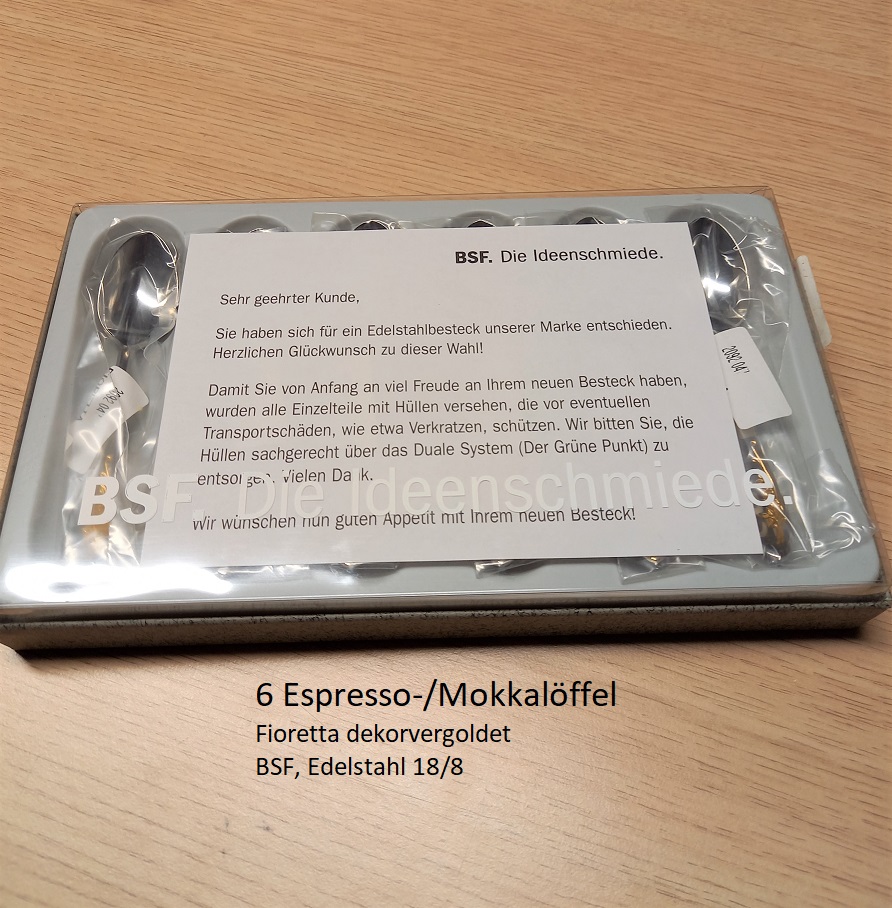 BSF. Die Ideenschmiede.
Sehr geehrter Kunde,
Sie haben sich für ein Edelstahlbesteck unserer Marke entschieden.
Herzlichen Glückwunsch zu dieser Wahl!
Damit Sie von Anfang an viel Freude an Ihrem neuen Besteck haben,
wurden alle Einzelteile mit Hüllen versehen, die vor eventuellen
Transportschäden, wie etwa Verkratzen, schützen. Wir bitten Sie, die
Hüllen sachgerecht über das Duale System (Der Grüne Punkt) zu
entsorgen. Vielen Dank.
BSF. Die Ideenschmiede.
Wir wünschen nun guten Appetit mit Ihrem neuen Besteck!
2092 04
2092 04
6 Espresso-/Mokkalöffel
Fioretta dekorvergoldet
BSF, Edelstahl 18/8